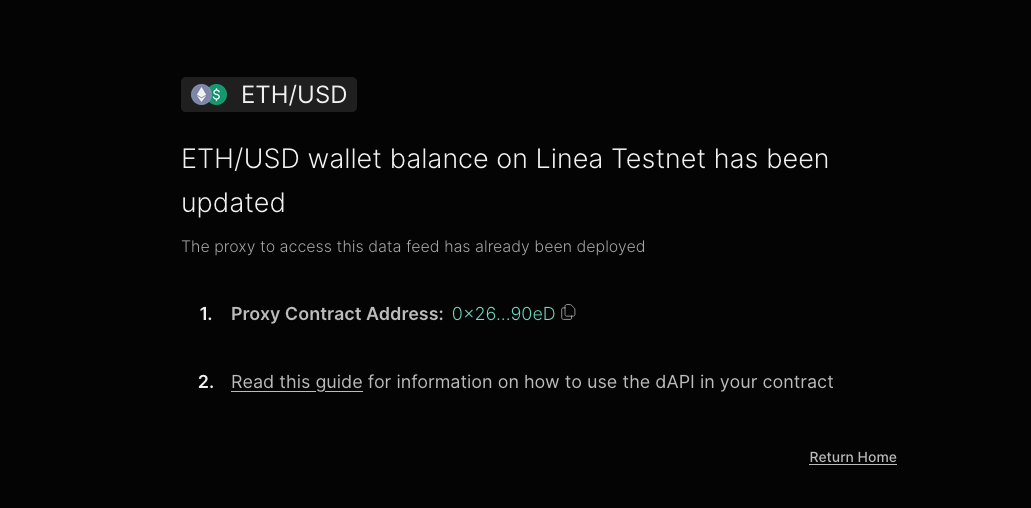 ETH/USD
ETH/USD wallet balance on Linea Testnet has been
updated
The proxy to access this data feed has already been deployed
1. Proxy Contract Address: 0×26...90eD
2. Read this guide for information on how to use the dAPI in your contract
Return Home